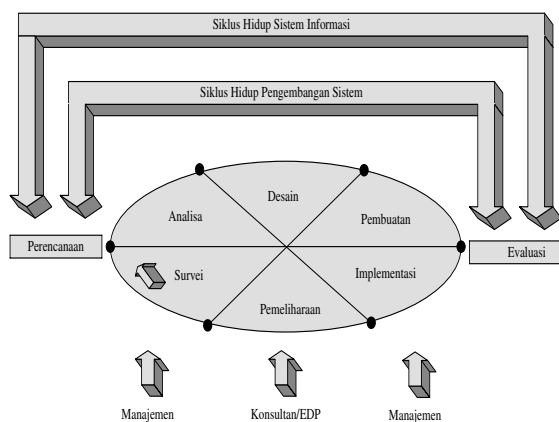 Siklus Hidup Sistem Informasi
Siklus Hidup Pengembangan Sistem
Desain
Analisa
Pembuatan
Perencanaan
Evaluasi
Survei
Implementasi
Pemeliharaan
Manajemen
Konsultan/EDP
Manajemen